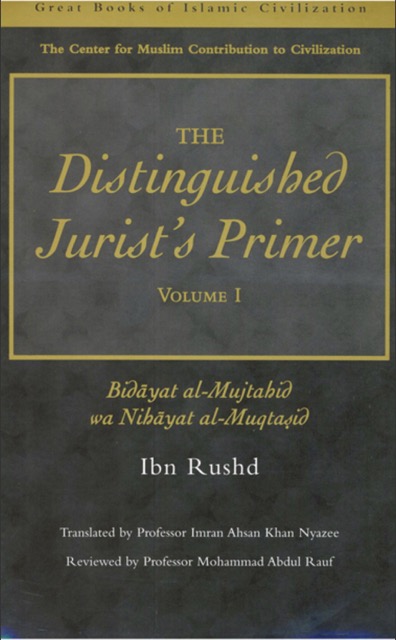 Great Books of Islamic Civilization
The Center for Muslim Contribution to Civilization
THE
Distinguished
Jurist's Primer
VOLUME I
Bidāyat al-Mujtahid
wa Nihāyat al-Muqtaṣid
Ibn Rushd
Translated by Professor Imran Ahsan Khan Nyazee
Reviewed by Professor Mohammad Abdul Rauf